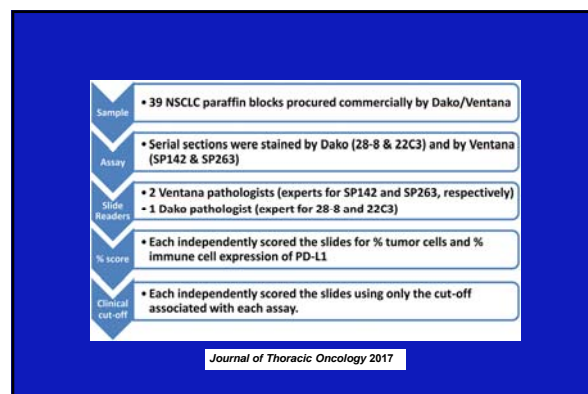 Sample
• 39 NSCLC paraffin blocks procured commercially by Dako/Ventana
Assay
• Serial sections were stained by Dako (28-8 & 22C3) and by Ventana
(SP142 & SP263)
Slide
Readers
• 2 Ventana pathologists (experts for SP142 and SP263, respectively)
• 1 Dako pathologist (expert for 28-8 and 22C3)
% score
• Each independently scored the slides for % tumor cells and %
immune cell expression of PD-L1
Clinical
cut-off
• Each independently scored the slides using only the cut-off
associated with each assay.
Journal of Thoracic Oncology 2017